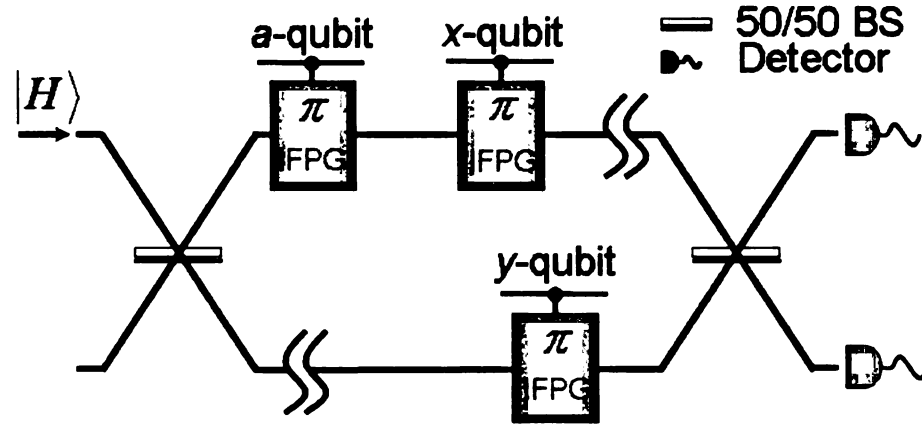 50/50 BS
Detector
a-qubit
x-qubit
|H⟩
π
FPG
π
FPG
y-qubit
π
FPG